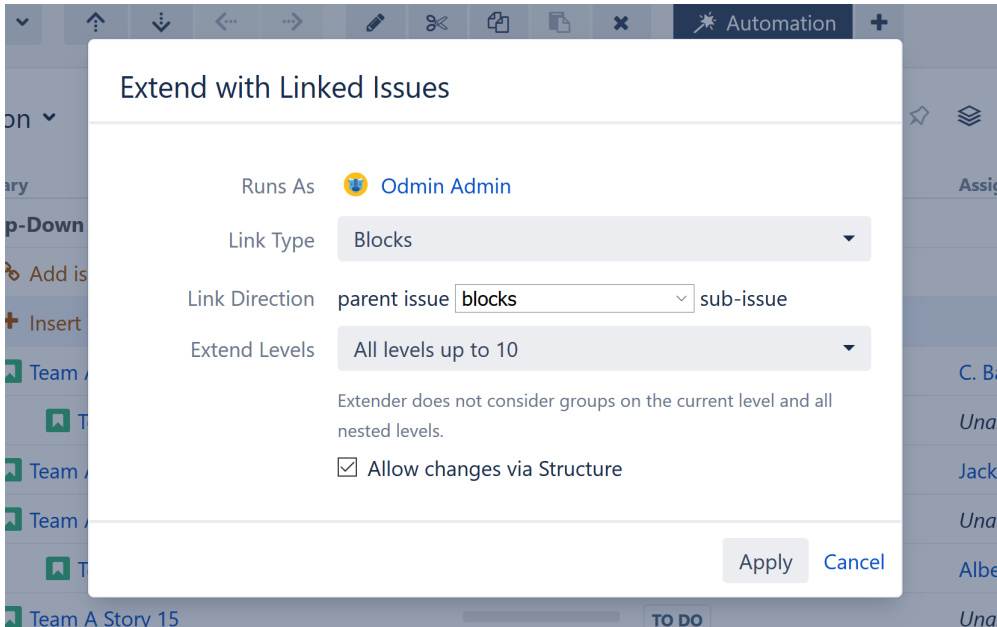 Automation
Extend with Linked Issues
on
ary
Assig
Runs As Odmin Admin
p-Down
Link Type Blocks
Add is
Link Direction parent issue blocks sub-issue
Insert
Extend Levels All levels up to 10
Team A
C. Ba
Extender does not consider groups on the current level and all
nested levels.
T
Una
Allow changes via Structure
Team A
Jack
Team A
Una
Apply Cancel
T
Albe
Team A Story 15 TO DO Una